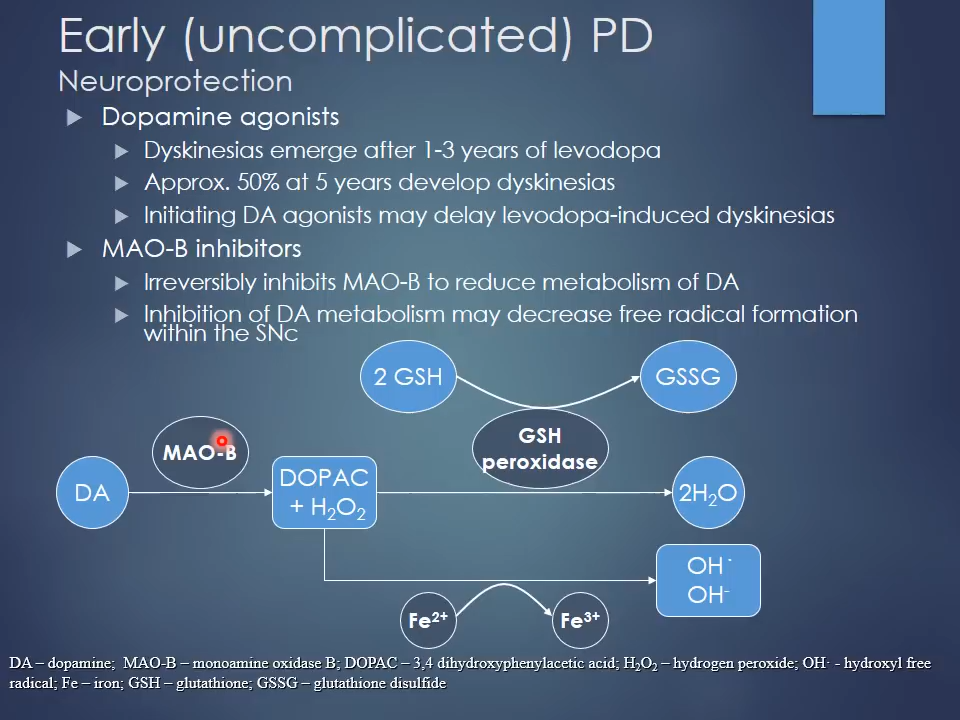 Early (uncomplicated) PD
Neuroprotection
Dopamine agonists
Dyskinesias emerge after 1-3 years of levodopa
Approx. 50% at 5 years develop dyskinesias
Initiating DA agonists may delay levodopa-induced dyskinesias
MAO-B inhibitors
Irreversibly inhibits MAO-B to reduce metabolism of DA
Inhibition of DA metabolism may decrease free radical formation
within the SNc
2 GSH
GSSG
GSH
peroxidase
MAO-B
DA
DOPAC
+ H₂O₂
2H₂O
OH˙
OH⁻
Fe²⁺
Fe³⁺
DA – dopamine; MAO-B – monoamine oxidase B; DOPAC – 3,4 dihydroxyphenylacetic acid; H₂O₂ – hydrogen peroxide; OH· - hydroxyl free
radical; Fe – iron; GSH – glutathione; GSSG – glutathione disulfide